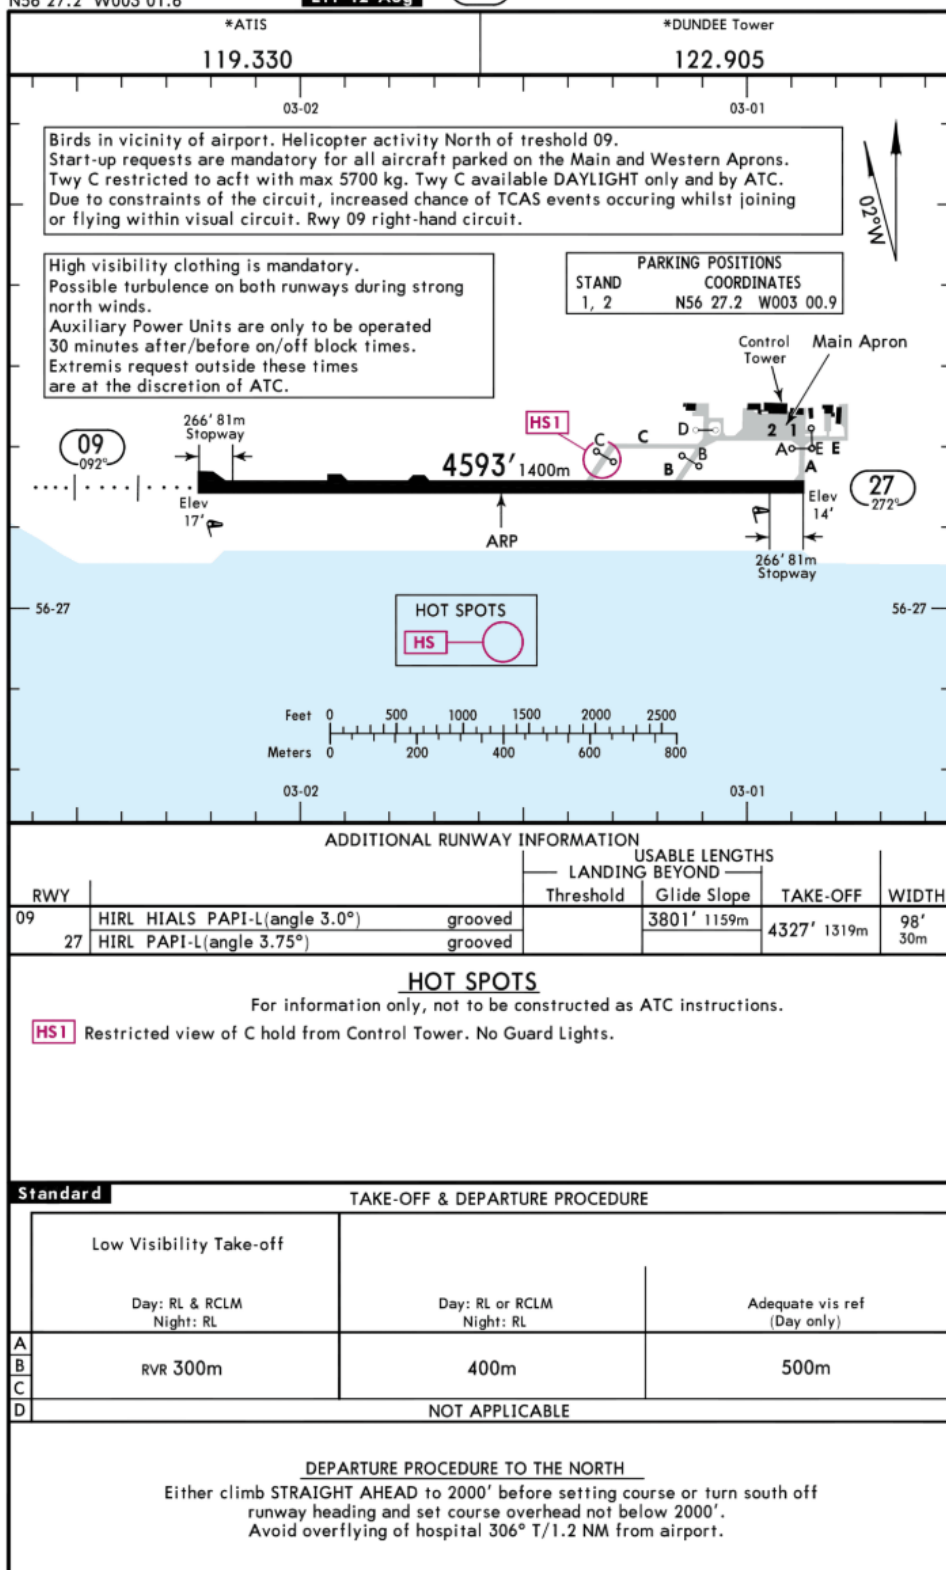 N56 27.2 W003 01.6
*ATIS
119.330
*DUNDEE Tower
122.905
03-02
03-01
Birds in vicinity of airport. Helicopter activity North of treshold 09.
Start-up requests are mandatory for all aircraft parked on the Main and Western Aprons.
Twy C restricted to acft with max 5700 kg. Twy C available DAYLIGHT only and by ATC.
Due to constraints of the circuit, increased chance of TCAS events occuring whilst joining
or flying within visual circuit. Rwy 09 right-hand circuit.
02°W
High visibility clothing is mandatory.
Possible turbulence on both runways during strong
north winds.
Auxiliary Power Units are only to be operated
30 minutes after/before on/off block times.
Extremis request outside these times
are at the discretion of ATC.
PARKING POSITIONS
STAND COORDINATES
1, 2 N56 27.2 W003 00.9
Control
Tower
Main Apron
266' 81m
Stopway
HS1
D
2 1
C
C
B
B
A
E E
A
09
092°
4593' 1400m
27
272°
Elev
17'
Elev
14'
ARP
266' 81m
Stopway
56-27
56-27
HOT SPOTS
HS
Feet 0 500 1000 1500 2000 2500
Meters 0 200 400 600 800
03-02
03-01
ADDITIONAL RUNWAY INFORMATION
USABLE LENGTHS
LANDING BEYOND
RWY Threshold Glide Slope TAKE-OFF WIDTH
09 HIRL HIALS PAPI-L(angle 3.0°) grooved 3801' 1159m 4327' 1319m 98'
30m
27 HIRL PAPI-L(angle 3.75°) grooved
HOT SPOTS
For information only, not to be constructed as ATC instructions.
HS1 Restricted view of C hold from Control Tower. No Guard Lights.
Standard
TAKE-OFF & DEPARTURE PROCEDURE
Low Visibility Take-off
Day: RL & RCLM
Night: RL
Day: RL or RCLM
Night: RL
Adequate vis ref
(Day only)
A
B
C
RVR 300m
400m
500m
D
NOT APPLICABLE
DEPARTURE PROCEDURE TO THE NORTH
Either climb STRAIGHT AHEAD to 2000' before setting course or turn south off
runway heading and set course overhead not below 2000'.
Avoid overflying of hospital 306° T/1.2 NM from airport.